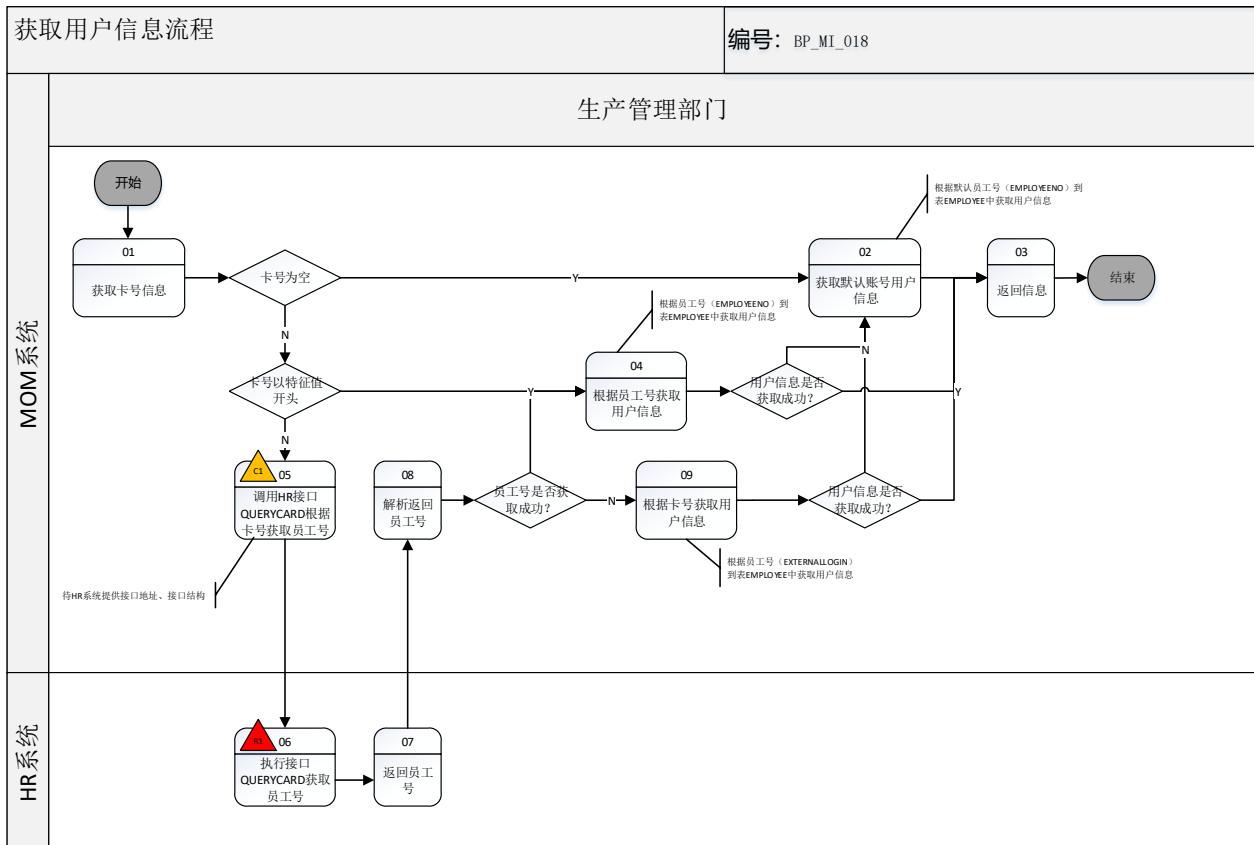 获取用户信息流程
编号：BP_MI_018
生产管理部门
MOM系统
HR系统
开始
01
获取卡号信息
卡号为空
Y
N
卡号以特征值
开头
N
根据默认员工号（EMPLOYEENO）到
表EMPLOYEE中获取用户信息
02
获取默认账号用户
信息
03
返回信息
结束
根据员工号（EMPLOYEENO）到
表EMPLOYEE中获取用户信息
04
根据员工号获取
用户信息
用户信息是否
获取成功？
N
Y
Y
C1
05
调用HR接口
QUERYCARD根据
卡号获取员工号
待HR系统提供接口地址、接口结构
08
解析返回
员工号
员工号是否获
取成功？
N
09
根据卡号获取用
户信息
根据员工号（EXTERNALLOGIN）
到表EMPLOYEE中获取用户信息
用户信息是否
获取成功？
R1
06
执行接口
QUERYCARD获取
员工号
07
返回员工
号